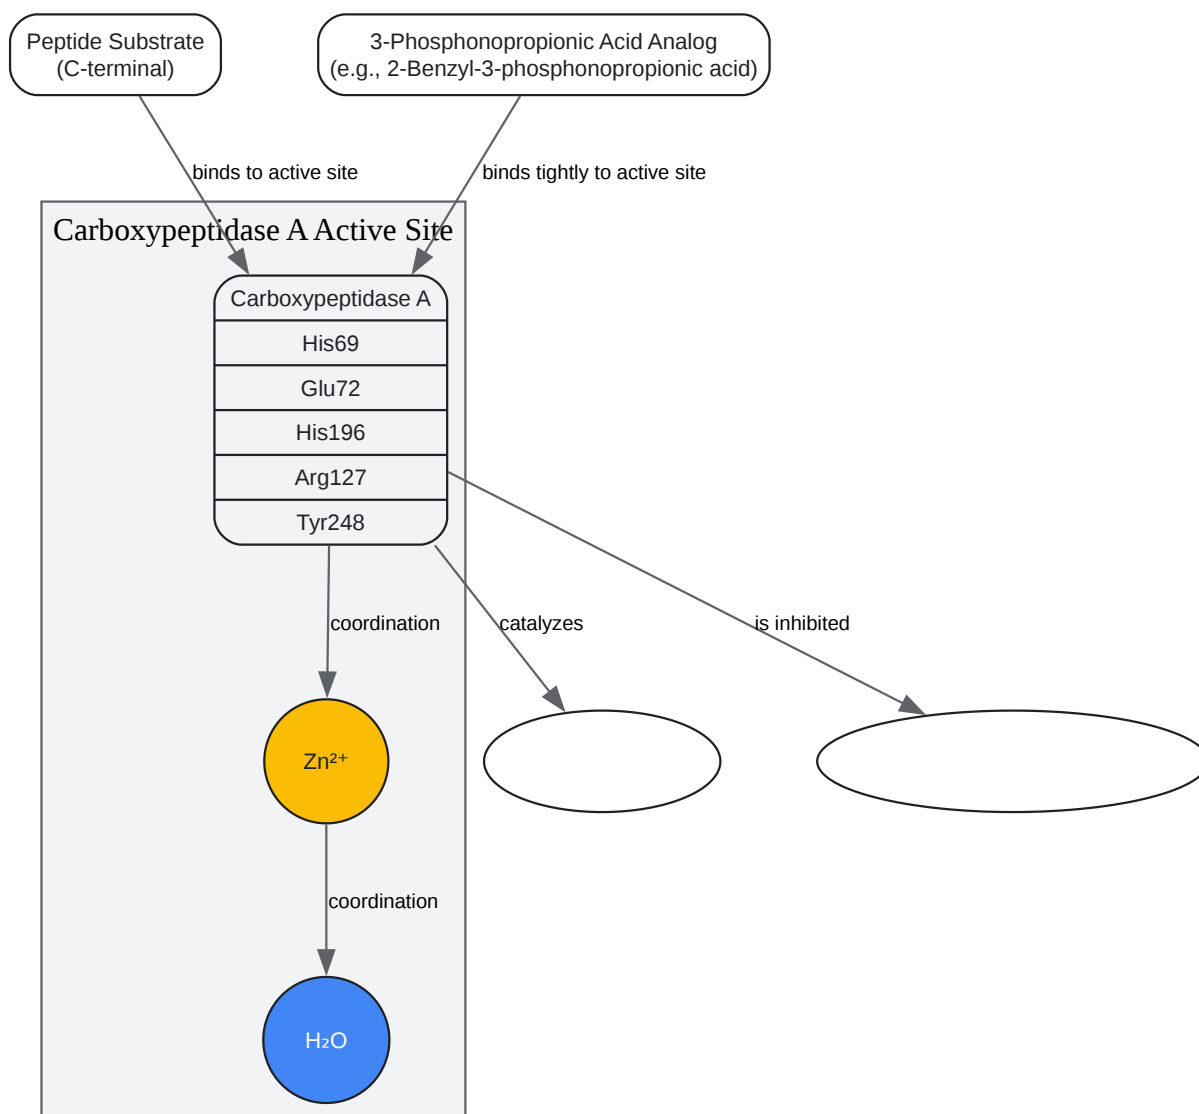 Peptide Substrate
(C-terminal)
3-Phosphonopropionic Acid Analog
(e.g., 2-Benzyl-3-phosphonopropionic acid)
binds to active site
binds tightly to active site
Carboxypeptidase A Active Site
Carboxypeptidase A
His69
Glu72
His196
Arg127
Tyr248
coordination
catalyzes
is inhibited
Zn²⁺
coordination
H₂O